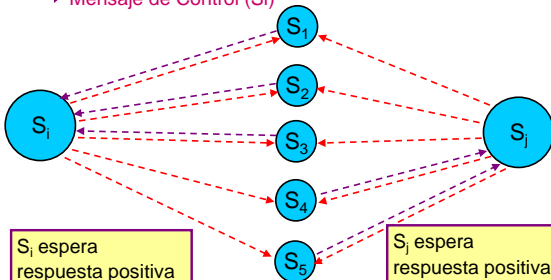 Mensaje de Control (Si)
S1
S2
Si
S3
Sj
S4
S5
Si espera
respuesta positiva
Sj espera
respuesta positiva